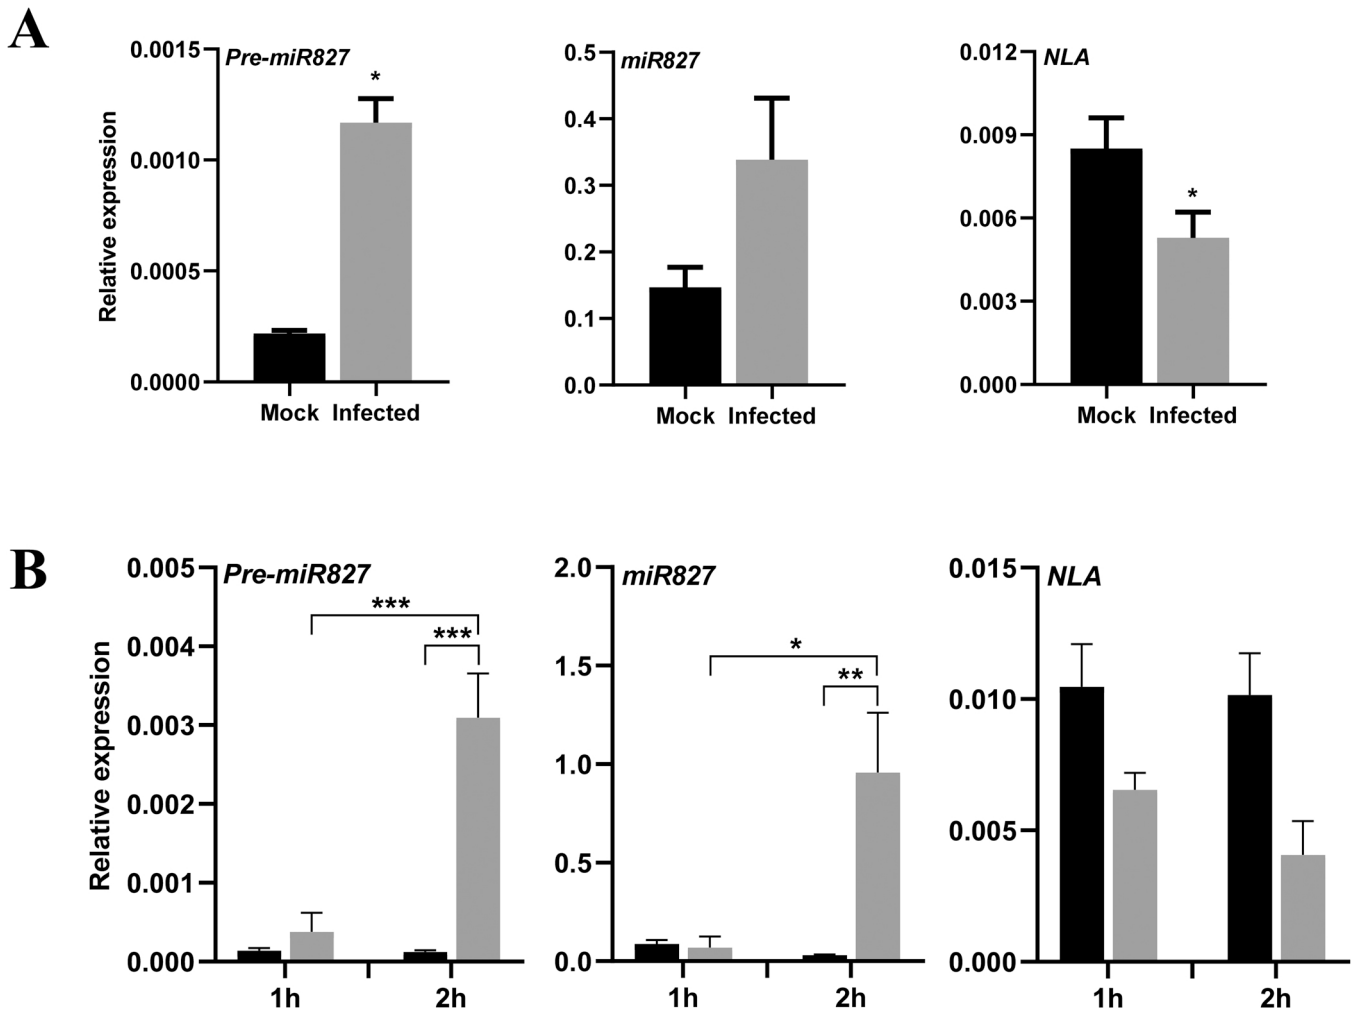 A
Pre-miR827
*
0.0015
0.0010
0.0005
0.0000
Relative expression
Mock Infected
miR827
0.5
0.4
0.3
0.2
0.1
0.0
Mock Infected
NLA
*
0.012
0.009
0.006
0.003
0.000
Mock Infected
B
Pre-miR827
***
***
0.005
0.004
0.003
0.002
0.001
0.000
Relative expression
1h 2h
miR827
*
**
2.0
1.5
1.0
0.5
0.0
1h 2h
NLA
0.015
0.010
0.005
0.000
1h 2h